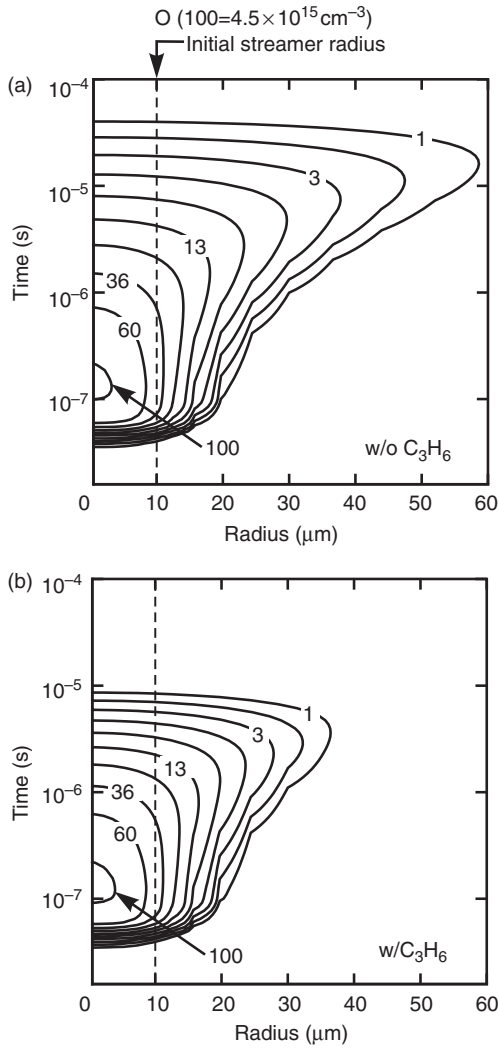 O (100=4.5×10¹⁵cm⁻³)
Initial streamer radius
(a)
10⁻⁴
10⁻⁵
10⁻⁶
10⁻⁷
Time (s)
1
3
13
36
60
100
w/o C₃H₆
0 10 20 30 40 50 60
Radius (μm)
(b)
10⁻⁴
10⁻⁵
10⁻⁶
10⁻⁷
Time (s)
1
3
13
36
60
100
w/C₃H₆
0 10 20 30 40 50 60
Radius (μm)